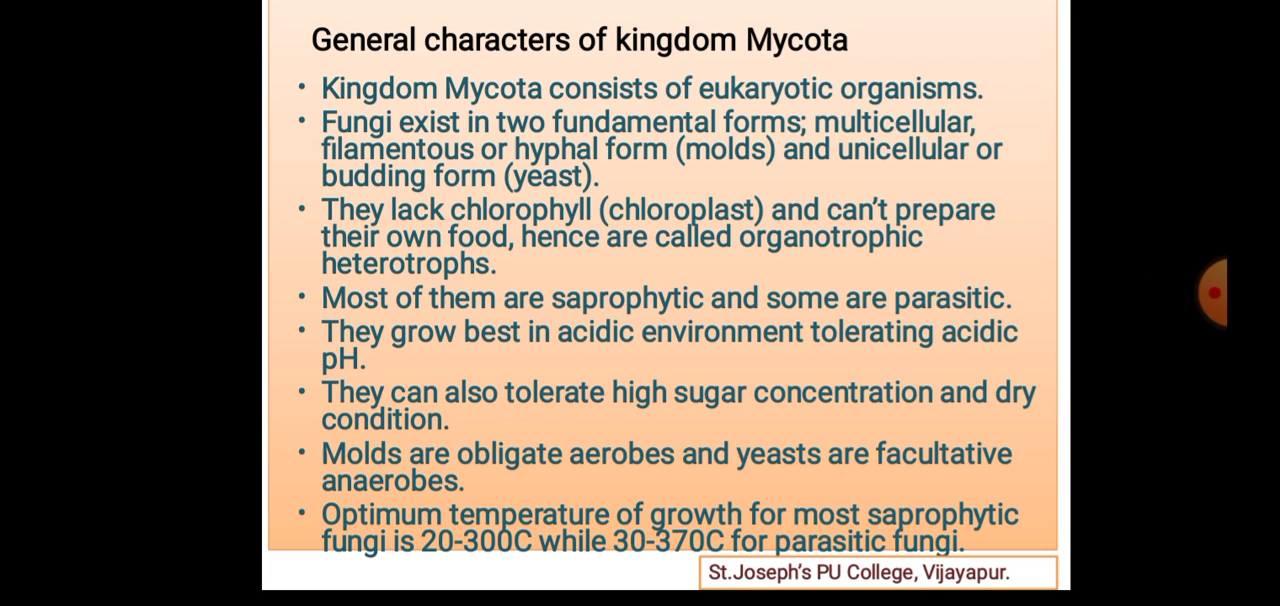 General characters of kingdom Mycota
• Kingdom Mycota consists of eukaryotic organisms.
• Fungi exist in two fundamental forms; multicellular,
filamentous or hyphal form (molds) and unicellular or
budding form (yeast).
• They lack chlorophyll (chloroplast) and can't prepare
their own food, hence are called organotrophic
heterotrophs.
• Most of them are saprophytic and some are parasitic.
• They grow best in acidic environment tolerating acidic
pH.
• They can also tolerate high sugar concentration and dry
condition.
• Molds are obligate aerobes and yeasts are facultative
anaerobes.
• Optimum temperature of growth for most saprophytic
fungi is 20-300C while 30-370C for parasitic fungi.
St.Joseph's PU College, Vijayapur.